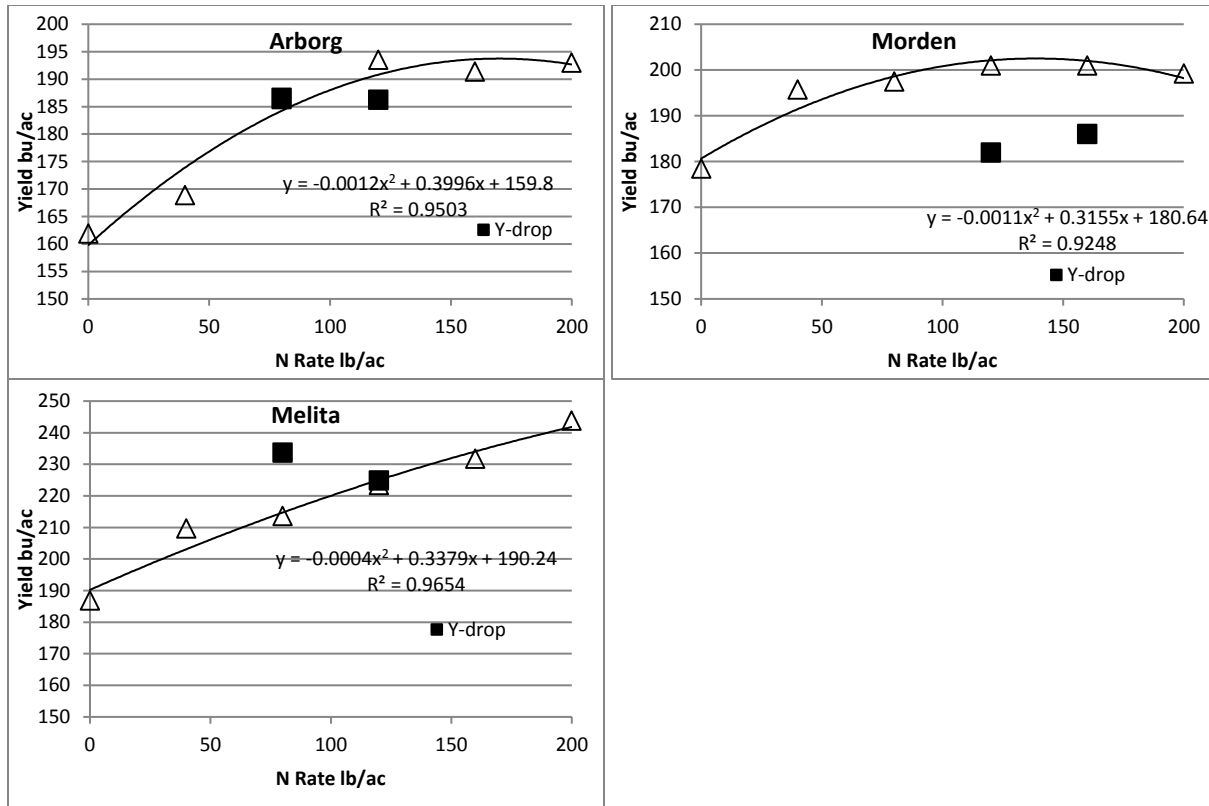 Arborg
Yield bu/ac
200
195
190
185
180
175
170
165
160
155
150
y = -0.0012x² + 0.3996x + 159.8
R² = 0.9503
Y-drop
0 50 100 150 200
N Rate lb/ac
Morden
Yield bu/ac
210
200
190
180
170
160
150
y = -0.0011x² + 0.3155x + 180.64
R² = 0.9248
Y-drop
0 50 100 150 200
N Rate lb/ac
Melita
Yield bu/ac
250
240
230
220
210
200
190
180
170
160
150
y = -0.0004x² + 0.3379x + 190.24
R² = 0.9654
Y-drop
0 50 100 150 200
N Rate lb/ac